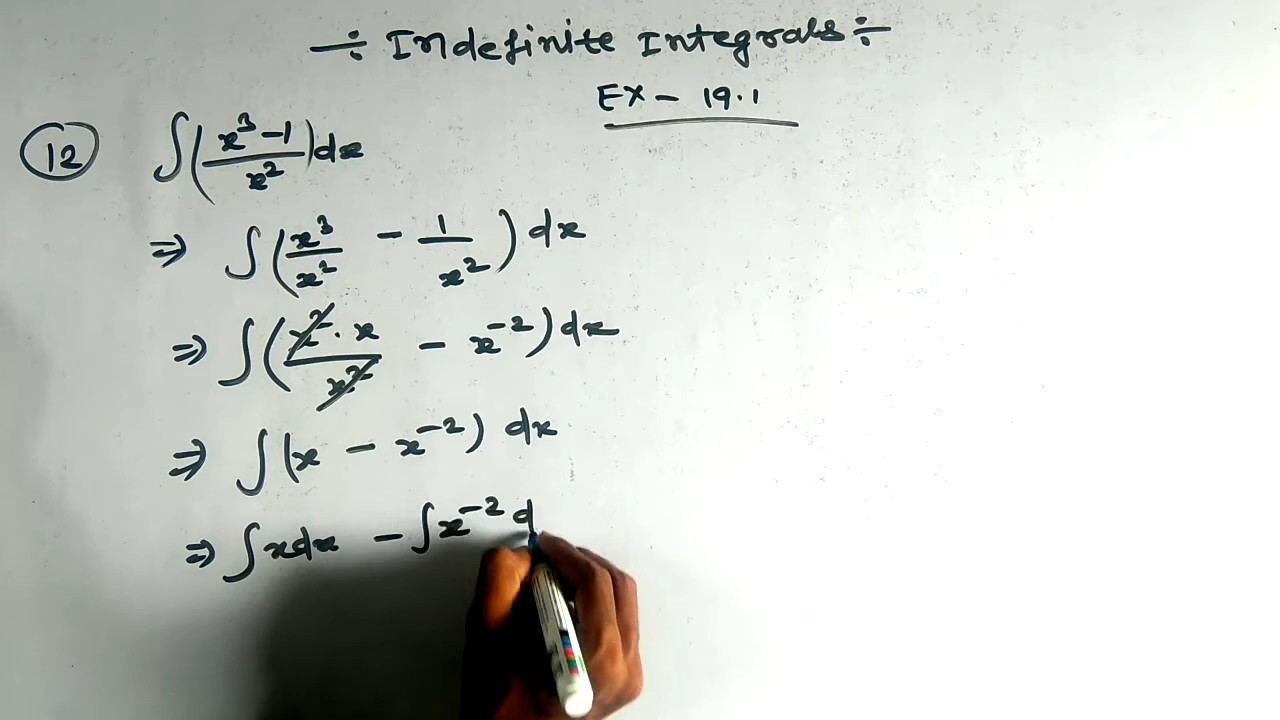 ÷ Indefinite Integrals ÷
EX - 19.1
12 ∫(x³-1/x²)dx
⇒ ∫(x³/x² - 1/x²) dx
⇒ ∫(x²·x/x² - x⁻²) dx
⇒ ∫(x - x⁻²) dx
⇒ ∫xdx - ∫x⁻² d